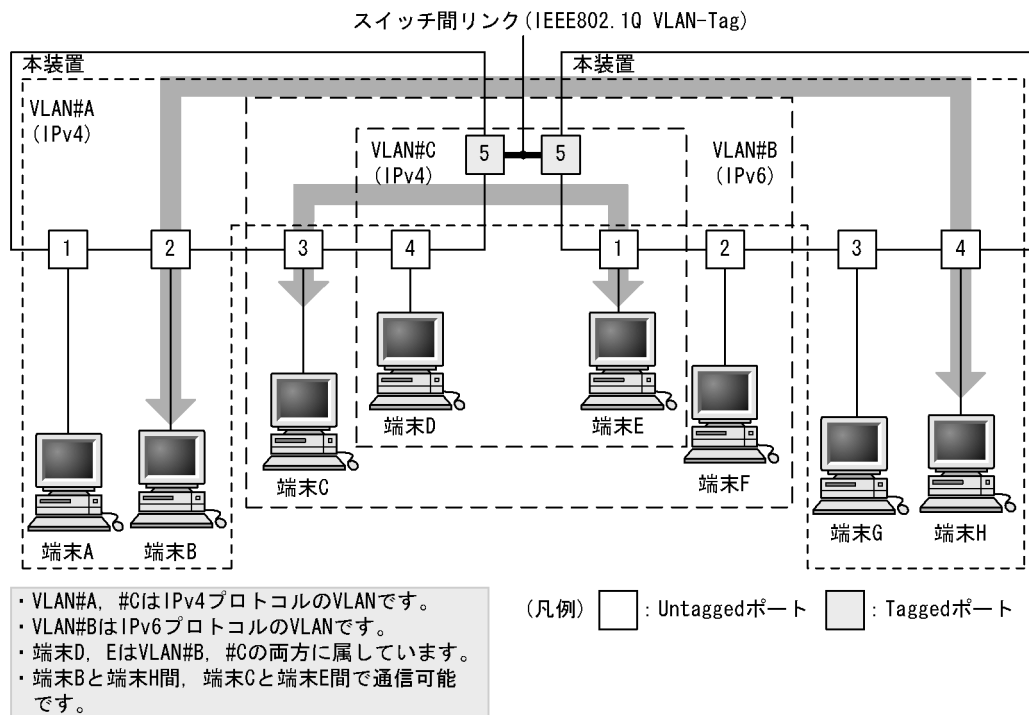 スイッチ間リンク(IEEE802.1Q VLAN-Tag)
本装置
本装置
VLAN#A
(IPv4)
VLAN#C
(IPv4)
5
5
VLAN#B
(IPv6)
1
2
3
4
1
2
3
4
端末A
端末B
端末C
端末D
端末E
端末F
端末G
端末H
・VLAN#A, #CはIPv4プロトコルのVLANです。
・VLAN#BはIPv6プロトコルのVLANです。
・端末D, EはVLAN#B, #Cの両方に属しています。
・端末Bと端末H間, 端末Cと端末E間で通信可能
です。
(凡例) : Untaggedポート : Taggedポート